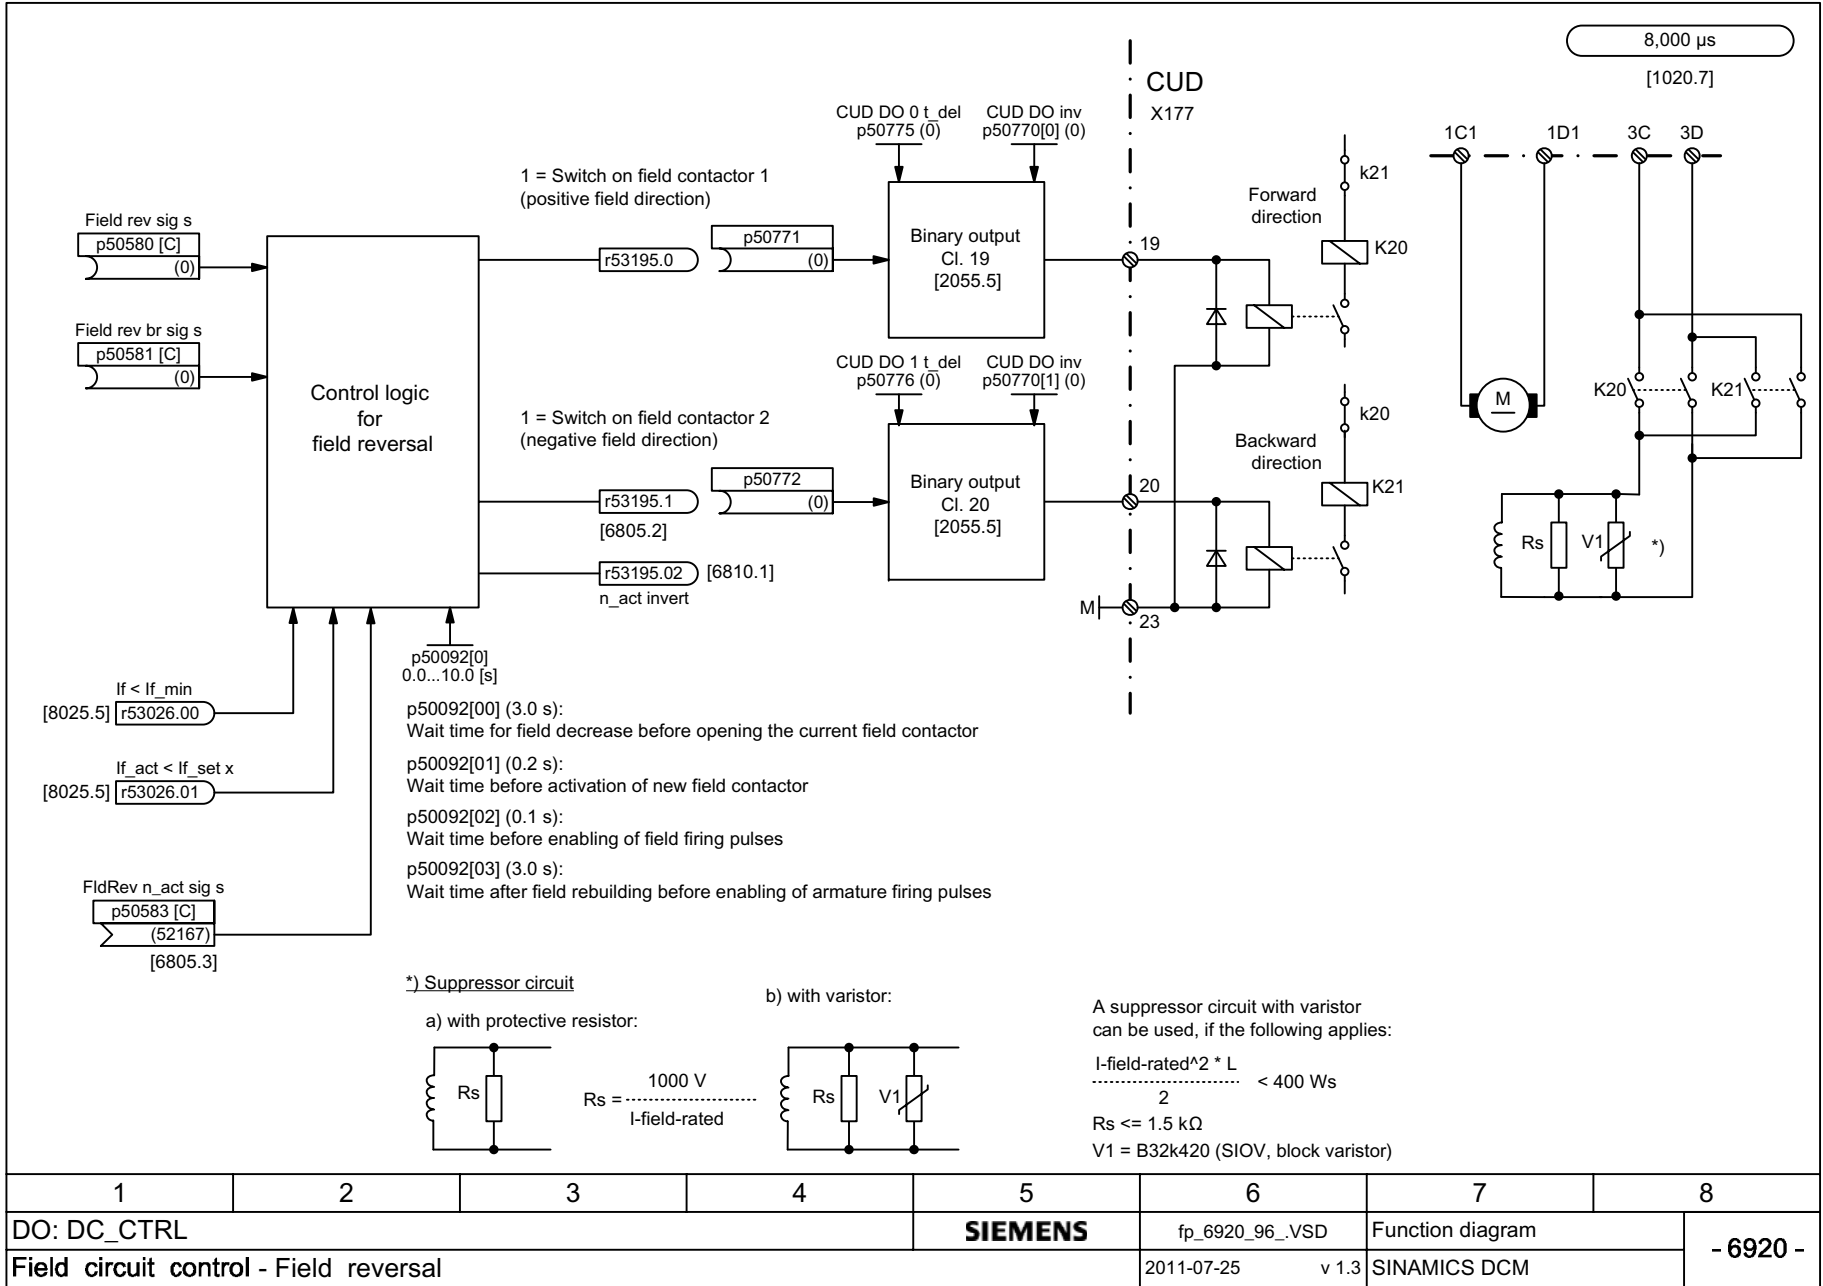 8,000 µs
[1020.7]
CUD
X177
CUD DO 0 t_del
p50775 (0)
CUD DO inv
p50770[0] (0)
1C1
1D1
3C
3D
1 = Switch on field contactor 1
(positive field direction)
Field rev sig s
p50580 [C]
(0)
r53195.0
p50771
(0)
Binary output
Cl. 19
[2055.5]
19
Forward
direction
k21
K20
Field rev br sig s
p50581 [C]
(0)
Control logic
for
field reversal
CUD DO 1 t_del
p50776 (0)
CUD DO inv
p50770[1] (0)
M
K20
K21
1 = Switch on field contactor 2
(negative field direction)
r53195.1
[6805.2]
p50772
(0)
Binary output
Cl. 20
[2055.5]
20
Backward
direction
k20
K21
r53195.02
[6810.1]
n_act invert
M
23
Rs
V1
*)
p50092[0]
0.0...10.0 [s]
If < If_min
[8025.5]
r53026.00
If_act < If_set x
[8025.5]
r53026.01
p50092[00] (3.0 s):
Wait time for field decrease before opening the current field contactor
p50092[01] (0.2 s):
Wait time before activation of new field contactor
p50092[02] (0.1 s):
Wait time before enabling of field firing pulses
p50092[03] (3.0 s):
Wait time after field rebuilding before enabling of armature firing pulses
FldRev n_act sig s
p50583 [C]
(52167)
[6805.3]
*) Suppressor circuit
a) with protective resistor:
Rs
Rs =
1000 V
I-field-rated
b) with varistor:
Rs
V1
A suppressor circuit with varistor
can be used, if the following applies:
I-field-rated^2 * L
2
< 400 Ws
Rs <= 1.5 kΩ
V1 = B32k420 (SIOV, block varistor)
1 2 3 4 5 6 7 8
DO: DC_CTRL
SIEMENS
fp_6920_96_.VSD
Function diagram
- 6920 -
Field circuit control - Field reversal
2011-07-25
v 1.3
SINAMICS DCM